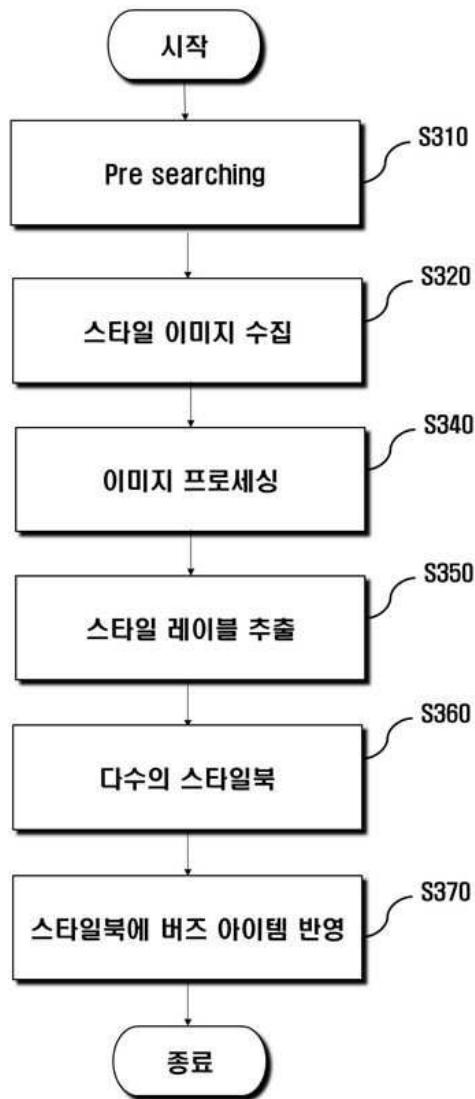 시작
Pre searching
S310
스타일 이미지 수집
S320
이미지 프로세싱
S340
스타일 레이블 추출
S350
다수의 스타일북
S360
스타일북에 버즈 아이템 반영
S370
종료